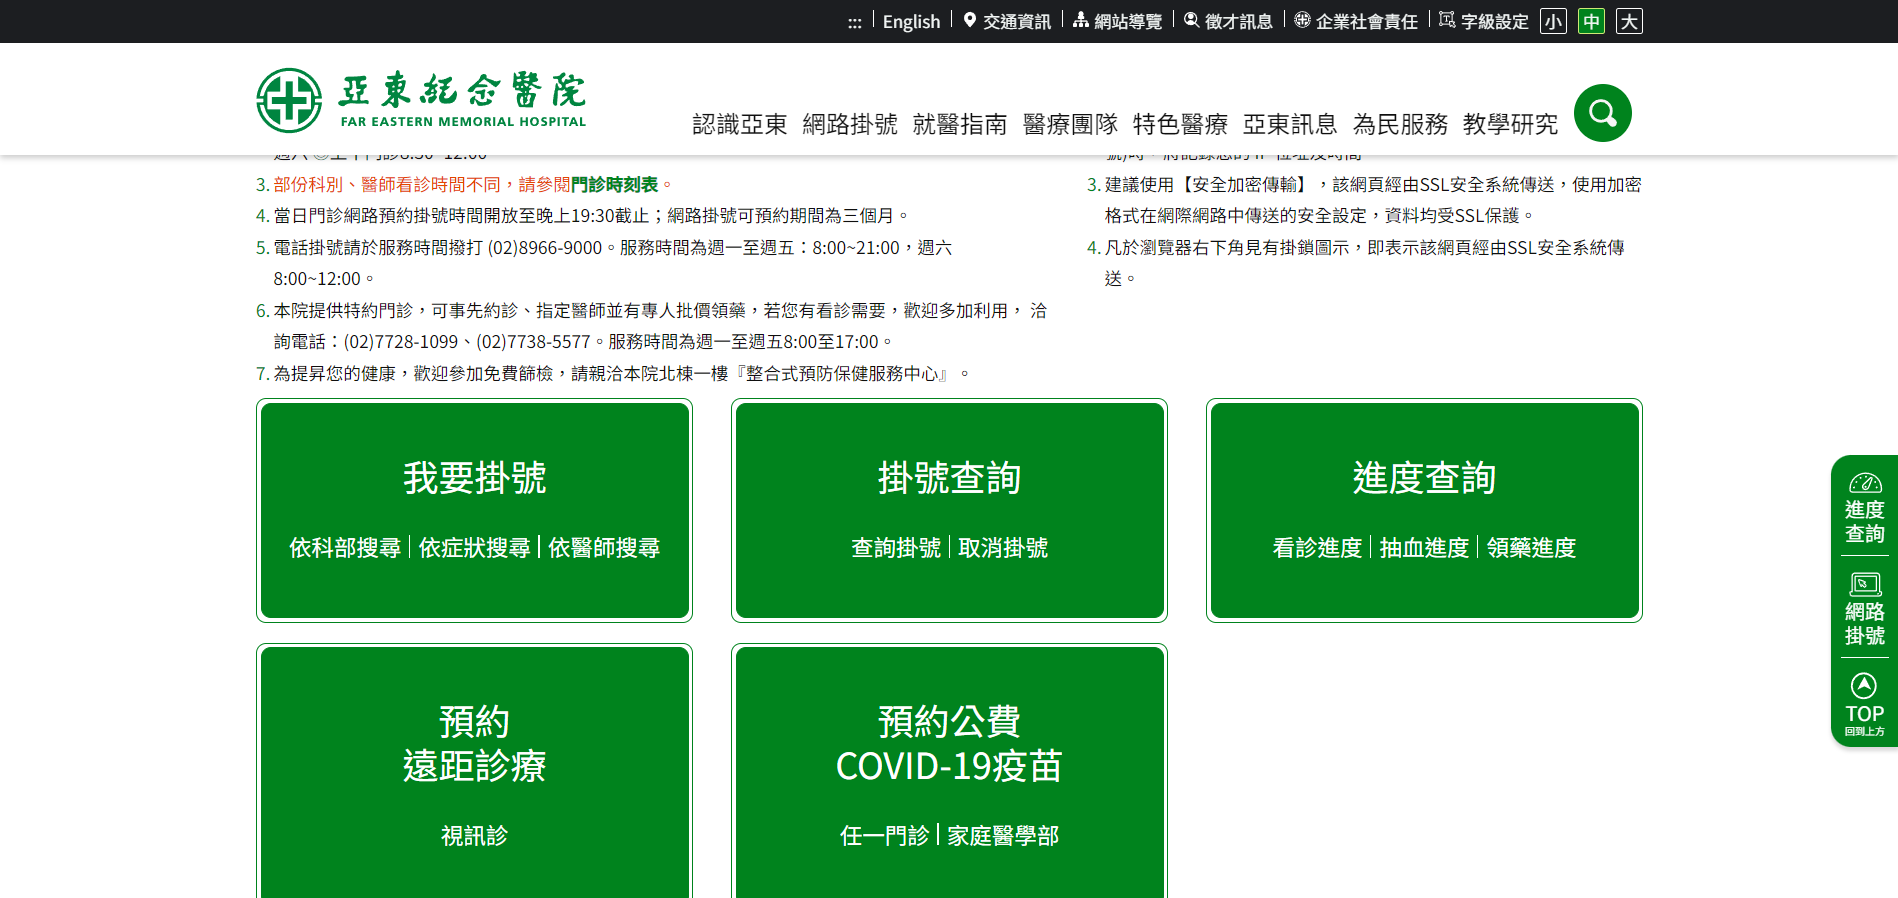 :::
English
交通資訊
網站導覽
徵才訊息
企業社會責任
字級設定
小
中
大
亞東紀念醫院
FAR EASTERN MEMORIAL HOSPITAL
認識亞東 網路掛號 就醫指南 醫療團隊 特色醫療 亞東訊息 為民服務 教學研究
3. 部份科別、醫師看診時間不同，請參閱門診時刻表。
4. 當日門診網路預約掛號時間開放至晚上19:30截止；網路掛號可預約期間為三個月。
5. 電話掛號請於服務時間撥打 (02)8966-9000。服務時間為週一至週五：8:00~21:00，週六
8:00~12:00。
6. 本院提供特約門診，可事先約診、指定醫師並有專人批價領藥，若您有看診需要，歡迎多加利用， 洽
詢電話：(02)7728-1099、(02)7738-5577。服務時間為週一至週五8:00至17:00。
7. 為提昇您的健康，歡迎參加免費篩檢，請親洽本院北棟一樓『整合式預防保健服務中心』。
3. 建議使用【安全加密傳輸】，該網頁經由SSL安全系統傳送，使用加密
格式在網際網路中傳送的安全設定，資料均受SSL保護。
4. 凡於瀏覽器右下角見有掛鎖圖示，即表示該網頁經由SSL安全系統傳
送。
我要掛號
依科部搜尋 依症狀搜尋 依醫師搜尋
掛號查詢
查詢掛號 取消掛號
進度查詢
看診進度 抽血進度 領藥進度
預約
遠距診療
視訊診
預約公費
COVID-19疫苗
任一門診 家庭醫學部
進度
查詢
網路
掛號
TOP
回到上方